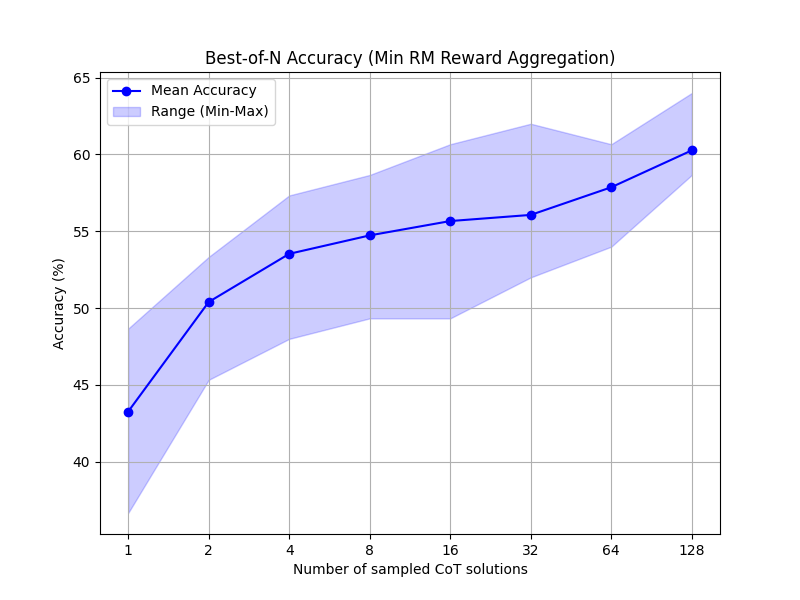 Best-of-N Accuracy (Min RM Reward Aggregation)
Mean Accuracy
Range (Min-Max)
65
60
55
50
45
40
Accuracy (%)
1 2 4 8 16 32 64 128
Number of sampled CoT solutions